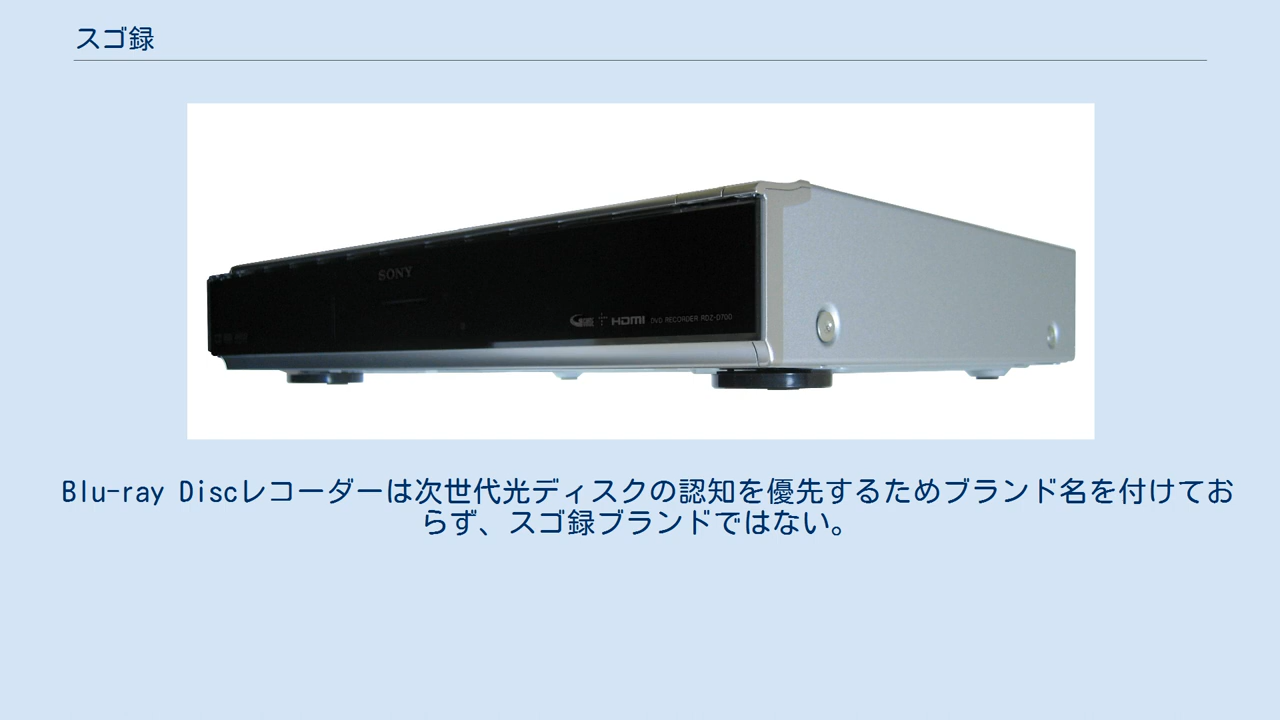 スゴ録
SONY
HDMI DVD RECORDER RDZ-D700
Blu-ray Discレコーダーは次世代光ディスクの認知を優先するためブランド名を付けてお
らず、スゴ録ブランドではない。